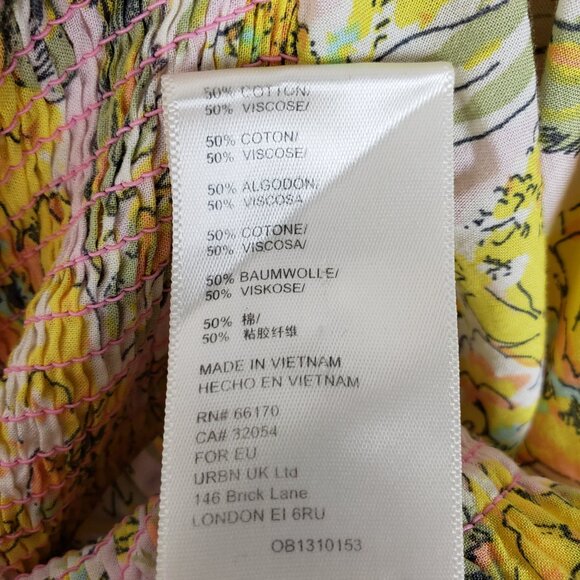 50% COTTON/
50% VISCOSE/
50% COTON/
50% VISCOSE/
50% ALGODÓN/
50% VISCOSA
50% COTONE/
50% VISCOSA/
50% BAUMWOLLE/
50% VISKOSE/
50% 棉/
50% 粘胶纤维
MADE IN VIETNAM
HECHO EN VIETNAM
RN# 66170
CA# 32054
FOR EU
URBN UK Ltd
146 Brick Lane
LONDON EI 6RU
OB1310153